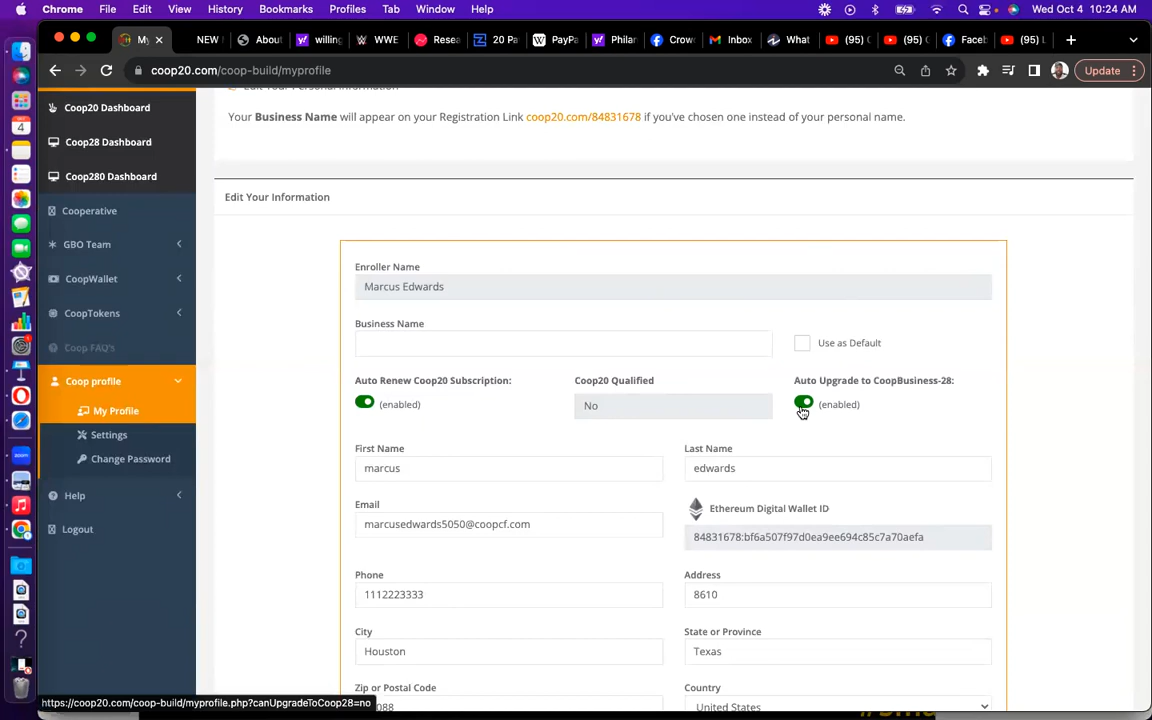 Chrome File Edit View History Bookmarks Profiles Tab Window Help Wed Oct 4 10:24 AM
My NEW Abou willing WWE Resea 20 Pa PayPa Philar Crow Inbox What (95) (95) Faceb (95)
coop20.com/coop-build/myprofile Update
Coop20 Dashboard
Coop28 Dashboard
Coop280 Dashboard
Cooperative
GBO Team
CoopWallet
CoopTokens
Coop FAQ's
Coop profile
My Profile
Settings
Change Password
Help
Logout
Edit Your Personal Information
Your Business Name will appear on your Registration Link coop20.com/84831678 if you've chosen one instead of your personal name.
Edit Your Information
Enroller Name
Marcus Edwards
Business Name
Use as Default
Auto Renew Coop20 Subscription: Coop20 Qualified Auto Upgrade to CoopBusiness-28:
(enabled) No (enabled)
First Name Last Name
marcus edwards
Email Ethereum Digital Wallet ID
marcusedwards5050@coopcf.com 84831678:bf6a507f97d0ea9ee694c85c7a70aefa
Phone Address
1112223333 8610
City State or Province
Houston Texas
Zip or Postal Code Country
088 United States
https://coop20.com/coop-build/myprofile.php?canUpgradeToCoop28=no